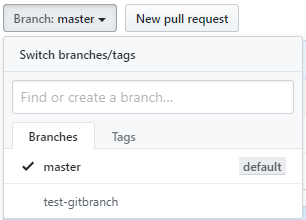 Branch: master New pull request
Switch branches/tags
Find or create a branch...
Branches Tags
master default
test-gitbranch